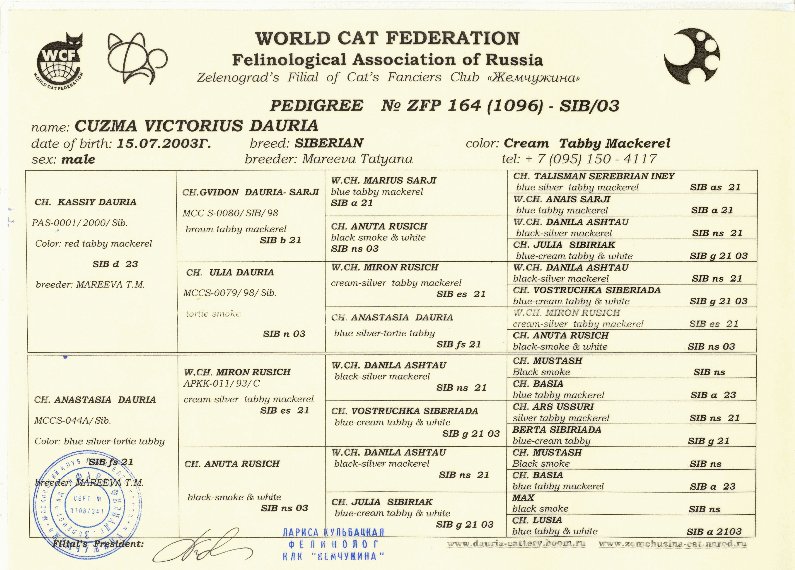 WCF
WORLD CAT FEDERATION
WORLD CAT FEDERATION
Felinological Association of Russia
Zelenograd's Filial of Cat's Fanciers Club «Жемчужина»
PEDIGREE № ZFP 164 (1096) - SIB/03
name: CUZMA VICTORIUS DAURIA
date of birth: 15.07.2003Г. breed: SIBERIAN color: Cream Tabby Mackerel
sex: male breeder: Mareeva Tatyana tel: + 7 (095) 150 - 4117
CH. KASSIY DAURIA
PAS-0001/2000/Sib.
Color: red tabby mackerel
SIB d 23
breeder: MAREEVA T.M.
CH. ANASTASIA DAURIA
MCCS-044A/Sib.
Color: blue silver tortie tabby
SIB fs 21
breeder: MAREEVA T.M.
CH.GVIDON DAURIA- SARJI
MCC S-0080/SIB/98
broun tabby mackerel
SIB b 21
CH. ULIA DAURIA
MCCS-0079/98/Sib.
tortie smoke
SIB n 03
W.CH. MIRON RUSICH
APKK-011/93/C
cream-silver tabby mackerel
SIB es 21
CH. ANUTA RUSICH
black-smoke & white
SIB ns 03
W.CH. MARIUS SARJI
blue tabby mackerel
SIB a 21
CH. ANUTA RUSICH
black smoke & white
SIB ns 03
W.CH. MIRON RUSICH
cream-silver tabby mackerel
SIB es 21
CH. ANASTASIA DAURIA
blue silver-tortie tabby
SIB fs 21
W.CH. DANILA ASHTAU
black silver mackerel
SIB ns 21
CH. VOSTRUCHKA SIBERIADA
blue-cream tabby & white
SIB g 21 03
W.CH. DANILA ASHTAU
black-silver mackerel
SIB ns 21
CH. JULIA SIBIRIAK
blue-cream tabby & white
SIB g 21 03
CH. TALISMAN SEREBRIAN INEY
blue silver tabby mackerel SIB as 21
W.CH. ANAIS SARJI
blue tabby mackerel SIB a 21
W.CH. DANILA ASHTAU
black-silver mackerel SIB ns 21
CH. JULIA SIBIRIAK
blue-cream tabby & white SIB g 21 03
W.CH. DANILA ASHTAU
black-silver mackerel SIB ns 21
CH. VOSTRUCHKA SIBERIADA
blue-cream tabby & white SIB g 21 03
W.CH. MIRON RUSICH
cream-silver tabby mackerel SIB es 21
CH. ANUTA RUSICH
black-smoke & white SIB ns 03
CH. MUSTASH
Black smoke SIB ns
CH. BASIA
blue tabby mackerel SIB a 23
CH. ARS USSURI
silver tabby mackerel SIB ns 21
BERTA SIBIRIADA
blue-cream tabby SIB g 21
CH. MUSTASH
Black smoke SIB ns
CH. BASIA
blue tabby mackerel SIB a 23
MAX
black smoke SIB ns
CH. LUSIA
blue tabby & white SIB a 2103
Filial's President:
ЛАРИСА КУЛЬБАЦКАЯ
ФЕЛИНОЛОГ
КЛК "ЖЕМЧУЖИНА"
www.dauria-cattery.boom.ru www.zemchusina-cat.narod.ru